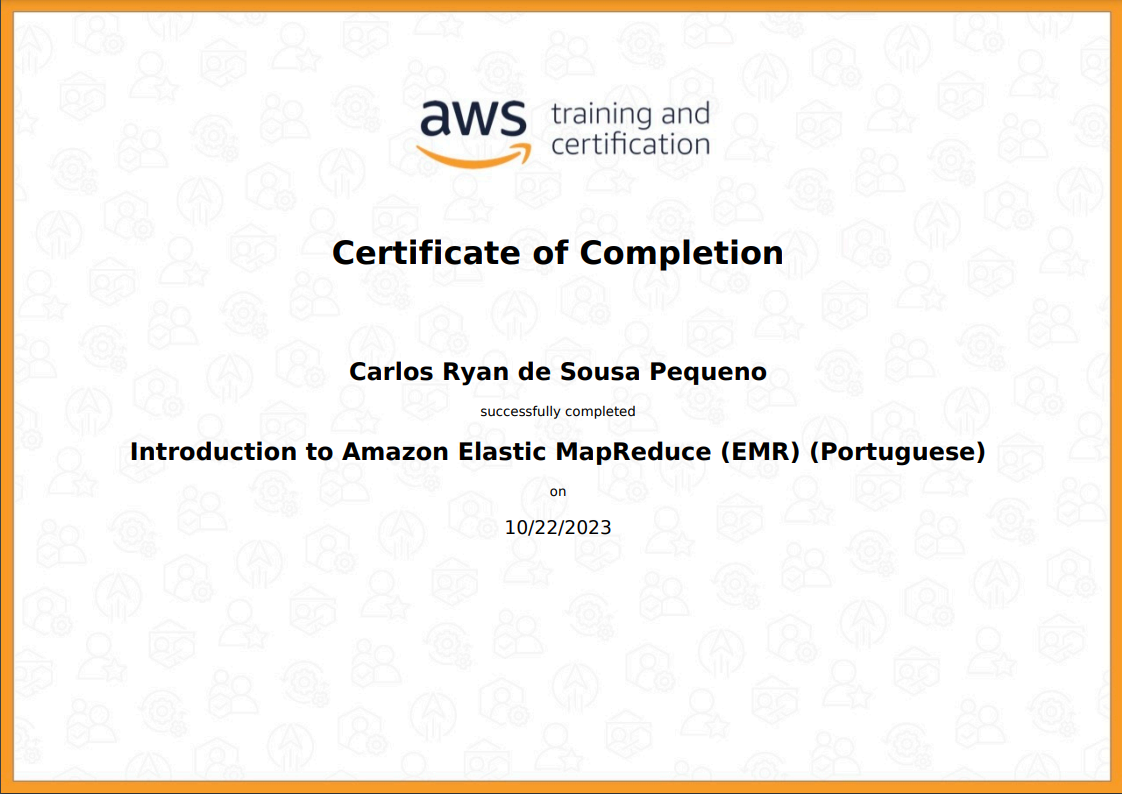 aws
training and
certification
Certificate of Completion
Carlos Ryan de Sousa Pequeno
successfully completed
Introduction to Amazon Elastic MapReduce (EMR) (Portuguese)
on
10/22/2023